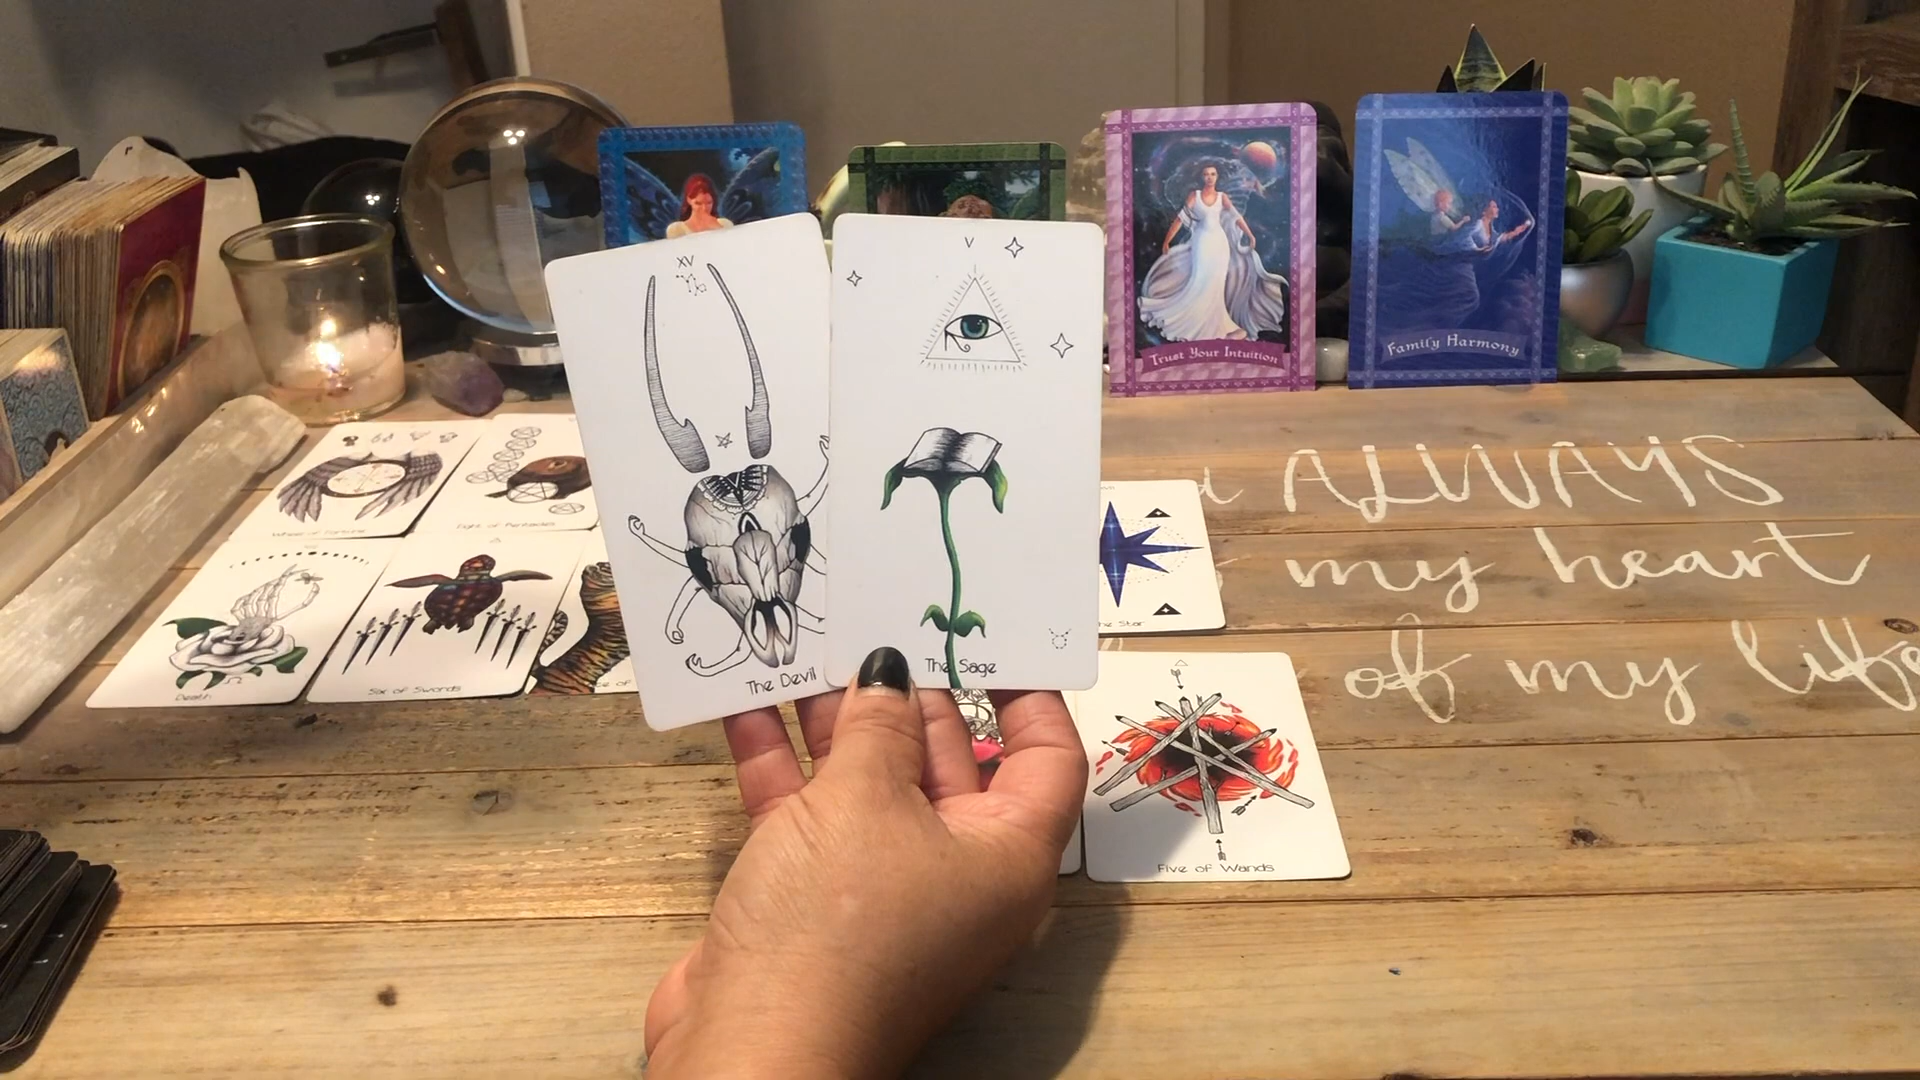 XV
The Devil
V
The Sage
Trust Your Intuition
Family Harmony
Wheel of Fortune
Eight of Pentacles
Death
Six of Swords
of
The Star
Five of Wands
ALWAYS
my heart
of my life